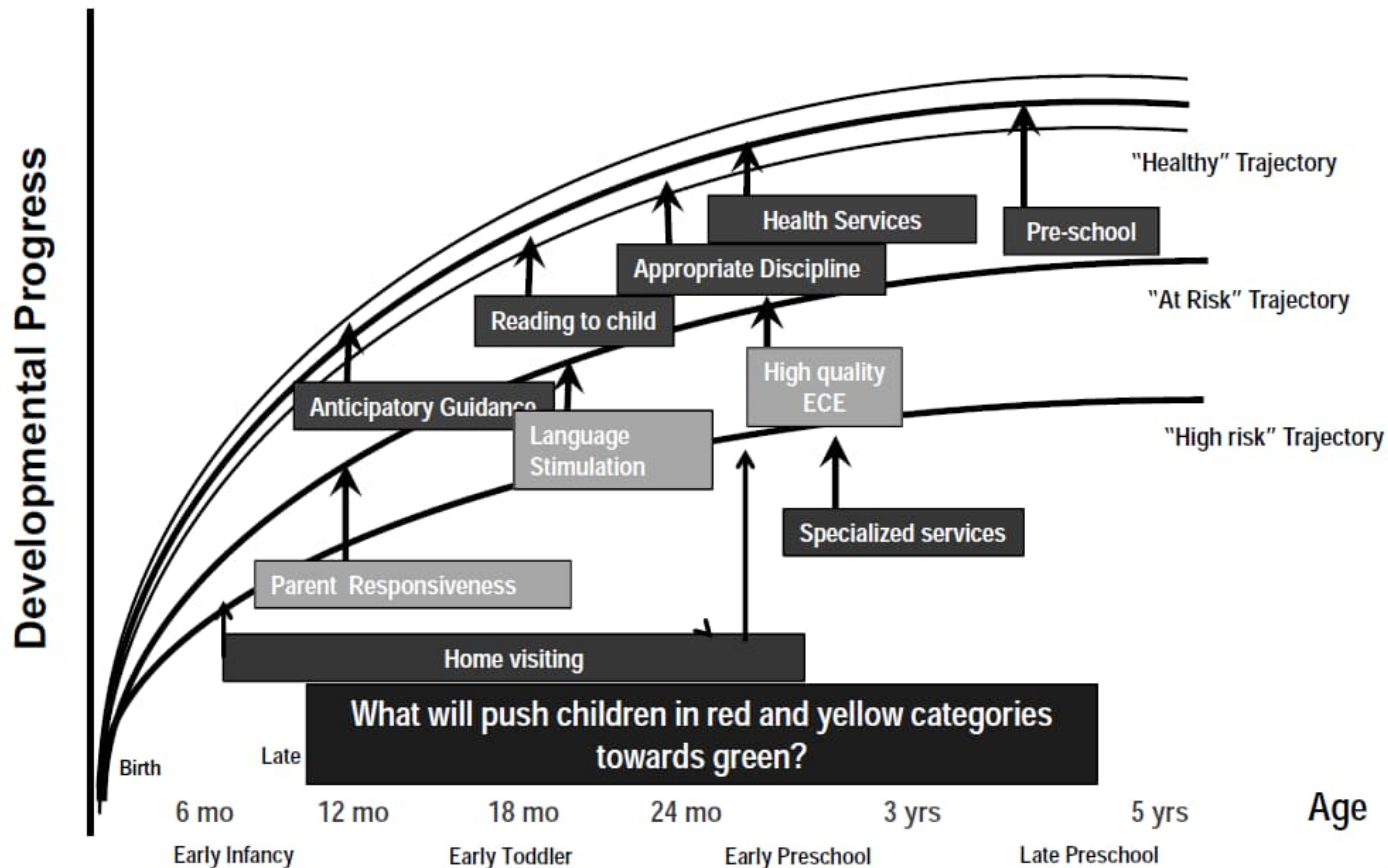 Developmental Progress
"Healthy" Trajectory
Health Services
Pre-school
Appropriate Discipline
"At Risk" Trajectory
Reading to child
High quality
ECE
Anticipatory Guidance
Language
Stimulation
"High risk" Trajectory
Specialized services
Parent Responsiveness
Home visiting
What will push children in red and yellow categories
towards green?
Birth
Late
6 mo
12 mo
18 mo
24 mo
3 yrs
5 yrs
Age
Early Infancy
Early Toddler
Early Preschool
Late Preschool